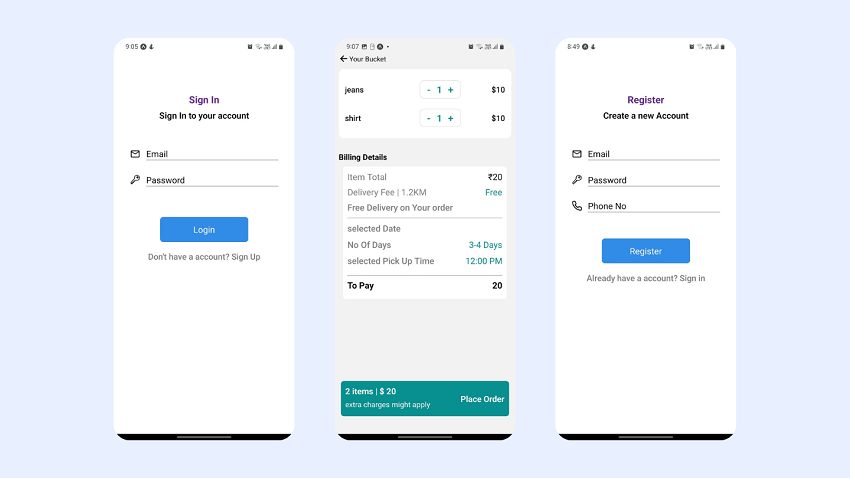 9:05
Sign In
Sign In to your account
Email
Password
Login
Don't have a account? Sign Up
9:07
Your Bucket
jeans - 1 + $10
shirt - 1 + $10
Billing Details
Item Total ₹20
Delivery Fee | 1.2KM Free
Free Delivery on Your order
selected Date
No Of Days 3-4 Days
selected Pick Up Time 12:00 PM
To Pay 20
2 items | $ 20
extra charges might apply
Place Order
8:49
Register
Create a new Account
Email
Password
Phone No
Register
Already have a account? Sign in